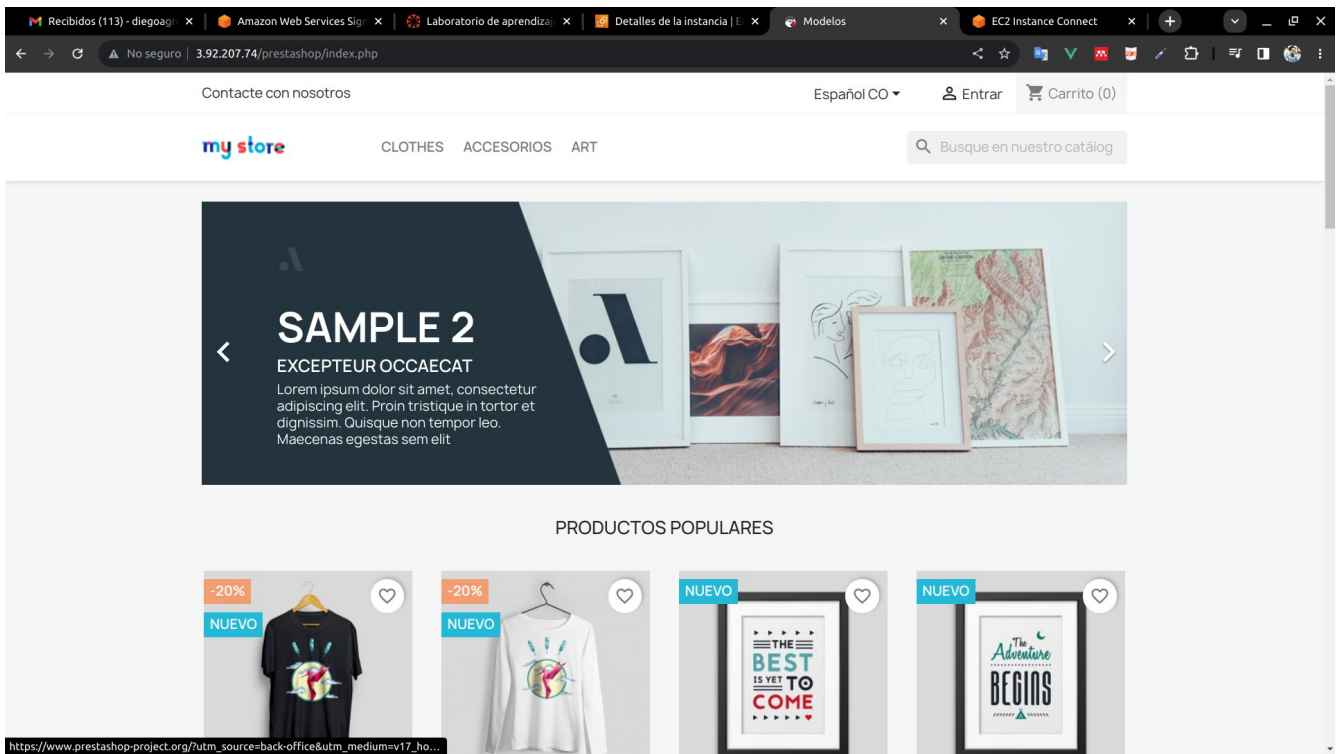 Recibidos (113) - diegoagr
Amazon Web Services Sign
Laboratorio de aprendizaj
Detalles de la instancia | E
Modelos
EC2 Instance Connect
No seguro
3.92.207.74/prestashop/index.php
Contacte con nosotros
Español CO
Entrar
Carrito (0)
my store
CLOTHES
ACCESORIOS
ART
Busque en nuestro catálog
SAMPLE 2
EXCEPTEUR OCCAECAT
Lorem ipsum dolor sit amet, consectetur
adipiscing elit. Proin tristique in tortor et
dignissim. Quisque non tempor leo.
Maecenas egestas sem elit
PRODUCTOS POPULARES
-20%
NUEVO
-20%
NUEVO
NUEVO
THE
BEST
IS YET TO
COME
NUEVO
The
Adventure
BEGINS
https://www.prestashop-project.org/?utm_source=back-office&utm_medium=v17_ho...